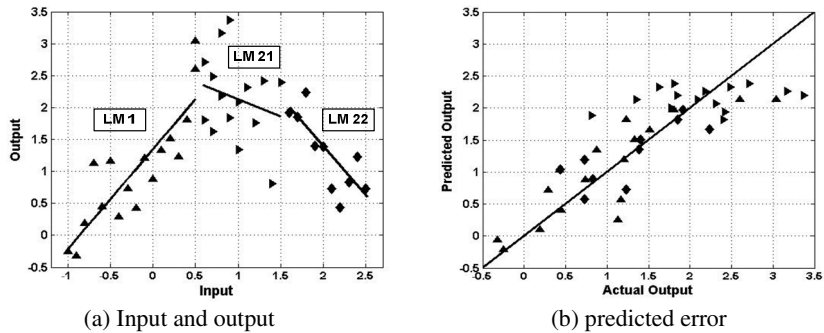 3.5
3
2.5
2
1.5
1
0.5
0
-0.5
-1 -0.5 0 0.5 1 1.5 2 2.5
Output
Input
LM 1
LM 21
LM 22
(a) Input and output
3.5
3
2.5
2
1.5
1
0.5
0
-0.5
-0.5 0 0.5 1 1.5 2 2.5 3 3.5
Predicted Output
Actual Output
(b) predicted error